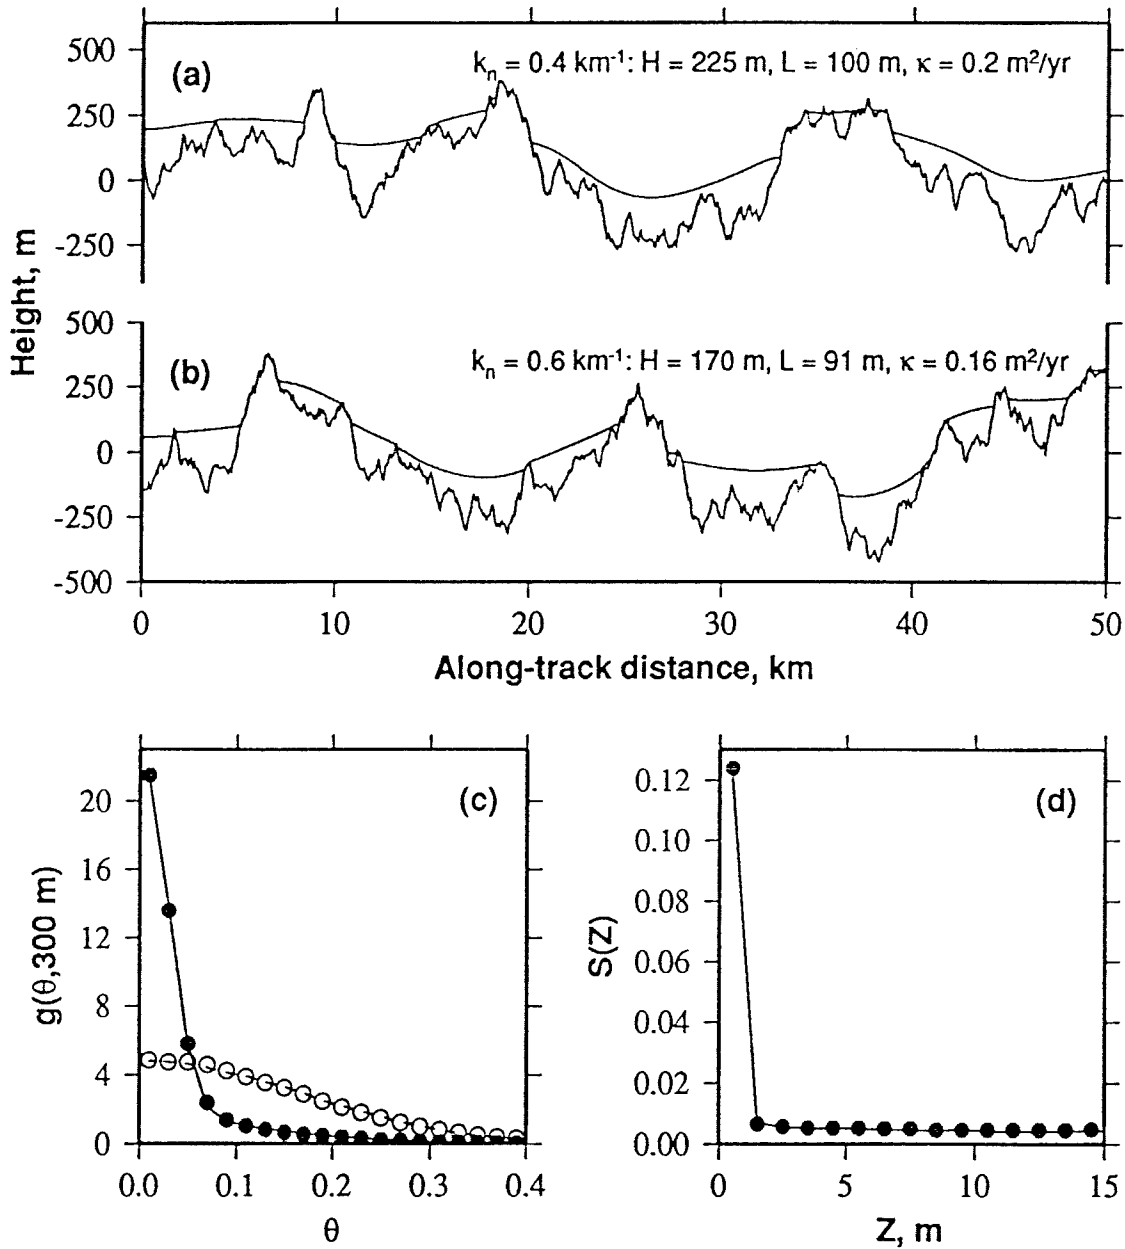 500
(a)
kₙ = 0.4 km⁻¹: H = 225 m, L = 100 m, κ = 0.2 m²/yr
250
0
-250
Height, m
500
(b)
kₙ = 0.6 km⁻¹: H = 170 m, L = 91 m, κ = 0.16 m²/yr
250
0
-250
-500
0 10 20 30 40 50
Along-track distance, km
(c)
20
16
12
8
4
0
g(θ,300 m)
0.0 0.1 0.2 0.3 0.4
θ
(d)
0.12
0.10
0.08
0.06
0.04
0.02
0.00
S(Z)
0 5 10 15
Z, m